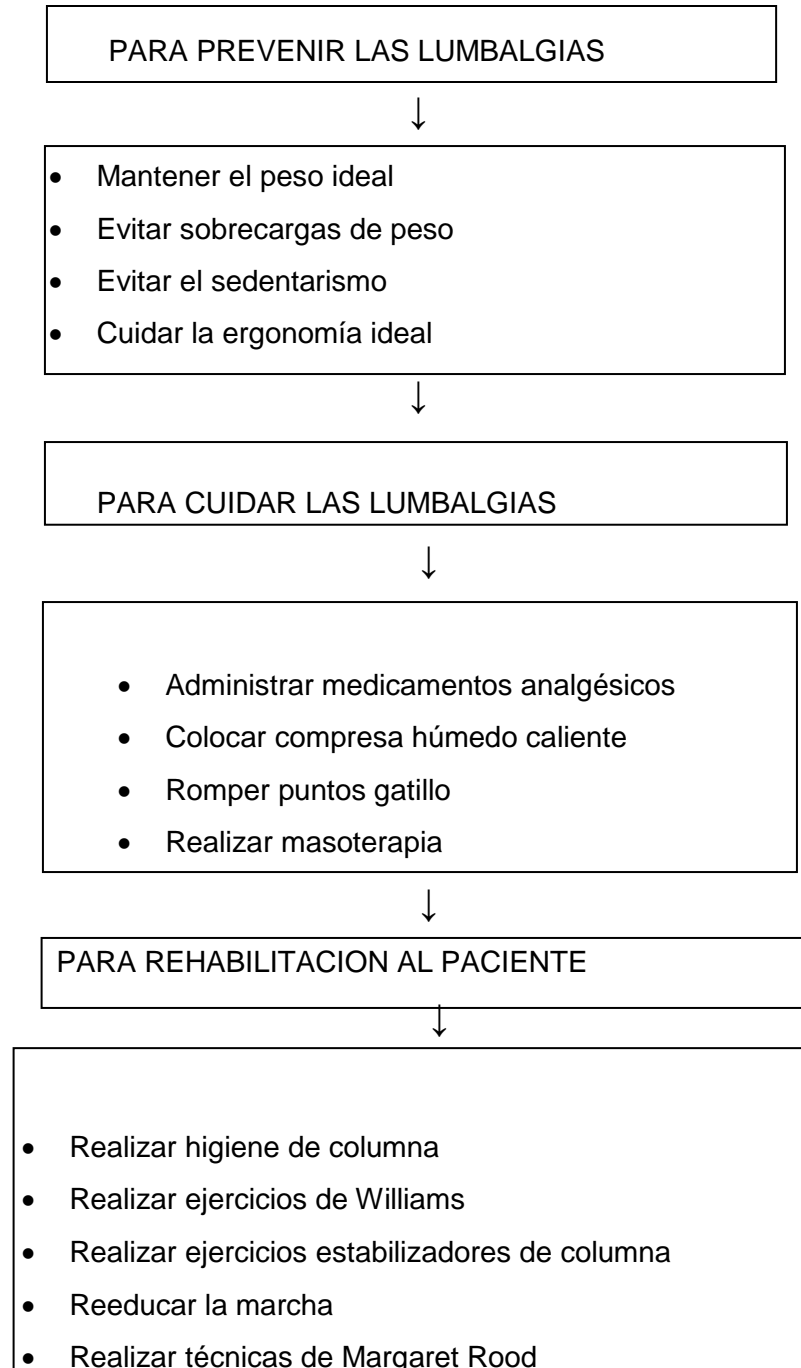 PARA PREVENIR LAS LUMBALGIAS
↓
• Mantener el peso ideal
• Evitar sobrecargas de peso
• Evitar el sedentarismo
• Cuidar la ergonomía ideal
↓
PARA CUIDAR LAS LUMBALGIAS
↓
• Administrar medicamentos analgésicos
• Colocar compresa húmedo caliente
• Romper puntos gatillo
• Realizar masoterapia
↓
PARA REHABILITACION AL PACIENTE
↓
• Realizar higiene de columna
• Realizar ejercicios de Williams
• Realizar ejercicios estabilizadores de columna
• Reeducar la marcha
• Realizar técnicas de Margaret Rood